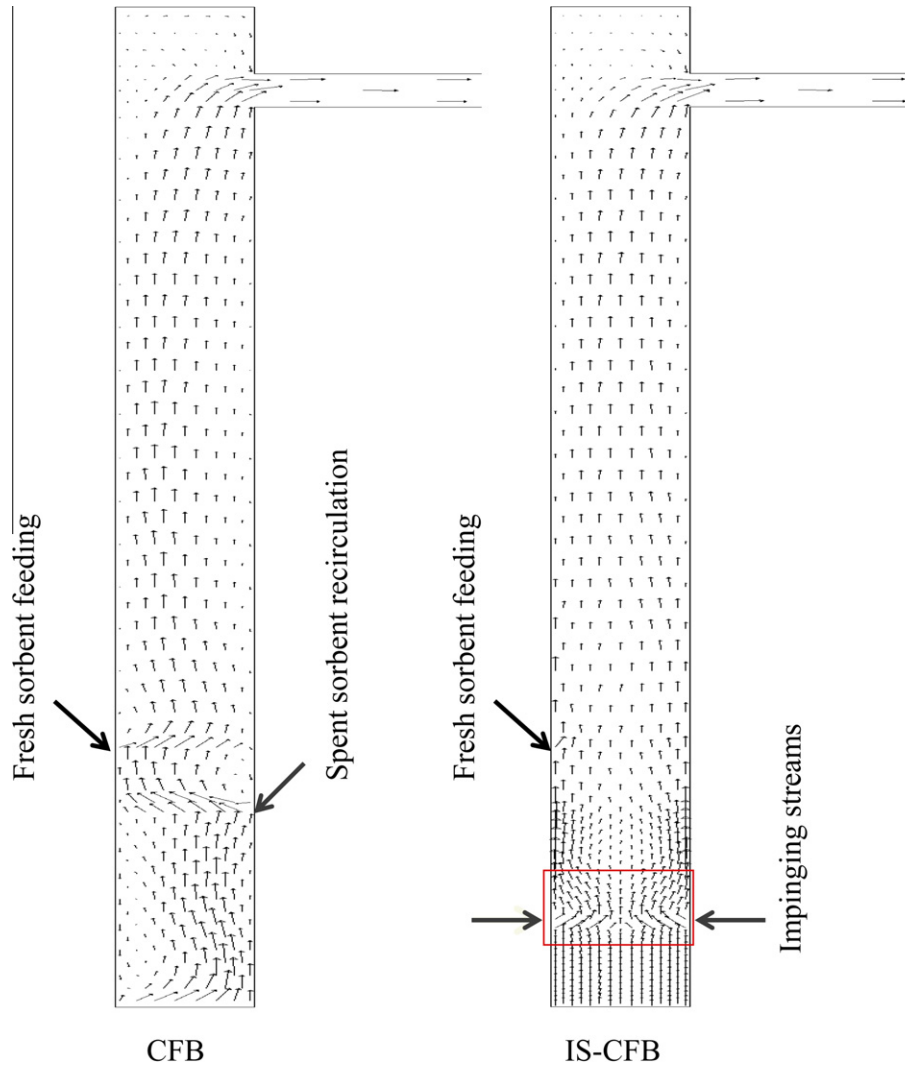 Fresh sorbent feeding
Spent sorbent recirculation
Fresh sorbent feeding
Impinging streams
CFB
IS-CFB